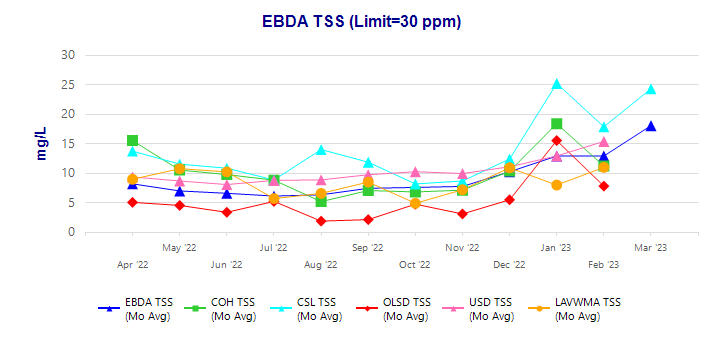 EBDA TSS (Limit=30 ppm)
mg/L
30
25
20
15
10
5
0
May '22
Jul '22
Sep '22
Nov '22
Jan '23
Mar '23
Apr '22
Jun '22
Aug '22
Oct '22
Dec '22
Feb '23
EBDA TSS
(Mo Avg)
COH TSS
(Mo Avg)
CSL TSS
(Mo Avg)
OLSD TSS
(Mo Avg)
USD TSS
(Mo Avg)
LAVWMA TSS
(Mo Avg)